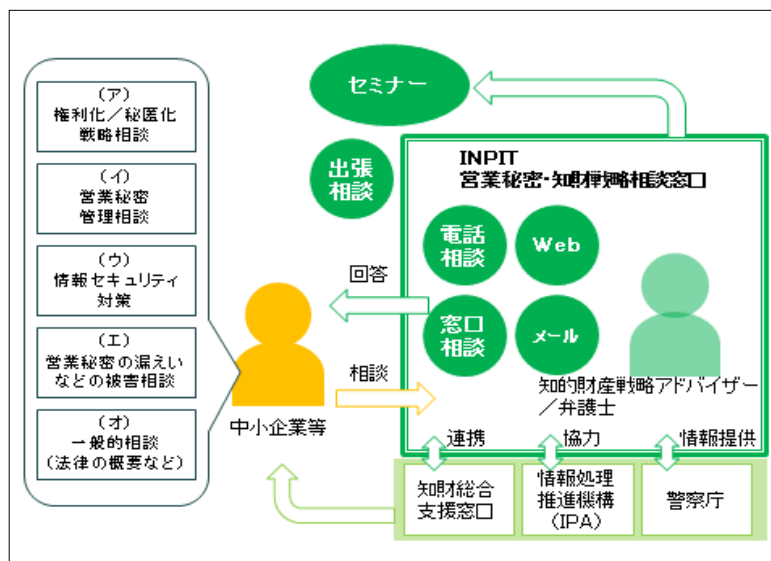 セミナー
(ア)
権利化／秘匿化
戦略相談
(イ)
営業秘密
管理相談
(ウ)
情報セキュリティ
対策
(エ)
営業秘密の漏えい
などの被害相談
(オ)
一般的相談
(法律の概要など)
出張
相談
INPIT
営業秘密・知財戦略相談窓口
電話
相談
Web
窓口
相談
メール
回答
相談
中小企業等
知的財産戦略アドバイザー
／弁護士
連携
協力
情報提供
知財総合
支援窓口
情報処理
推進機構
(IPA)
警察庁